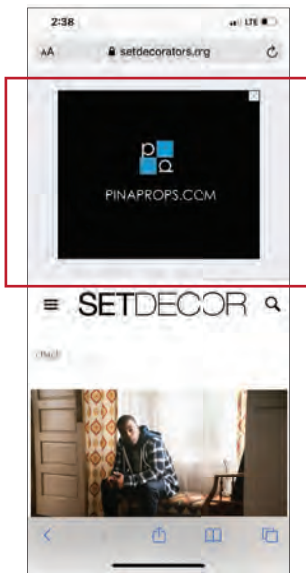 2:38
LTE
AA
setdecorators.org
PINAPROPS.COM
SETDECOR